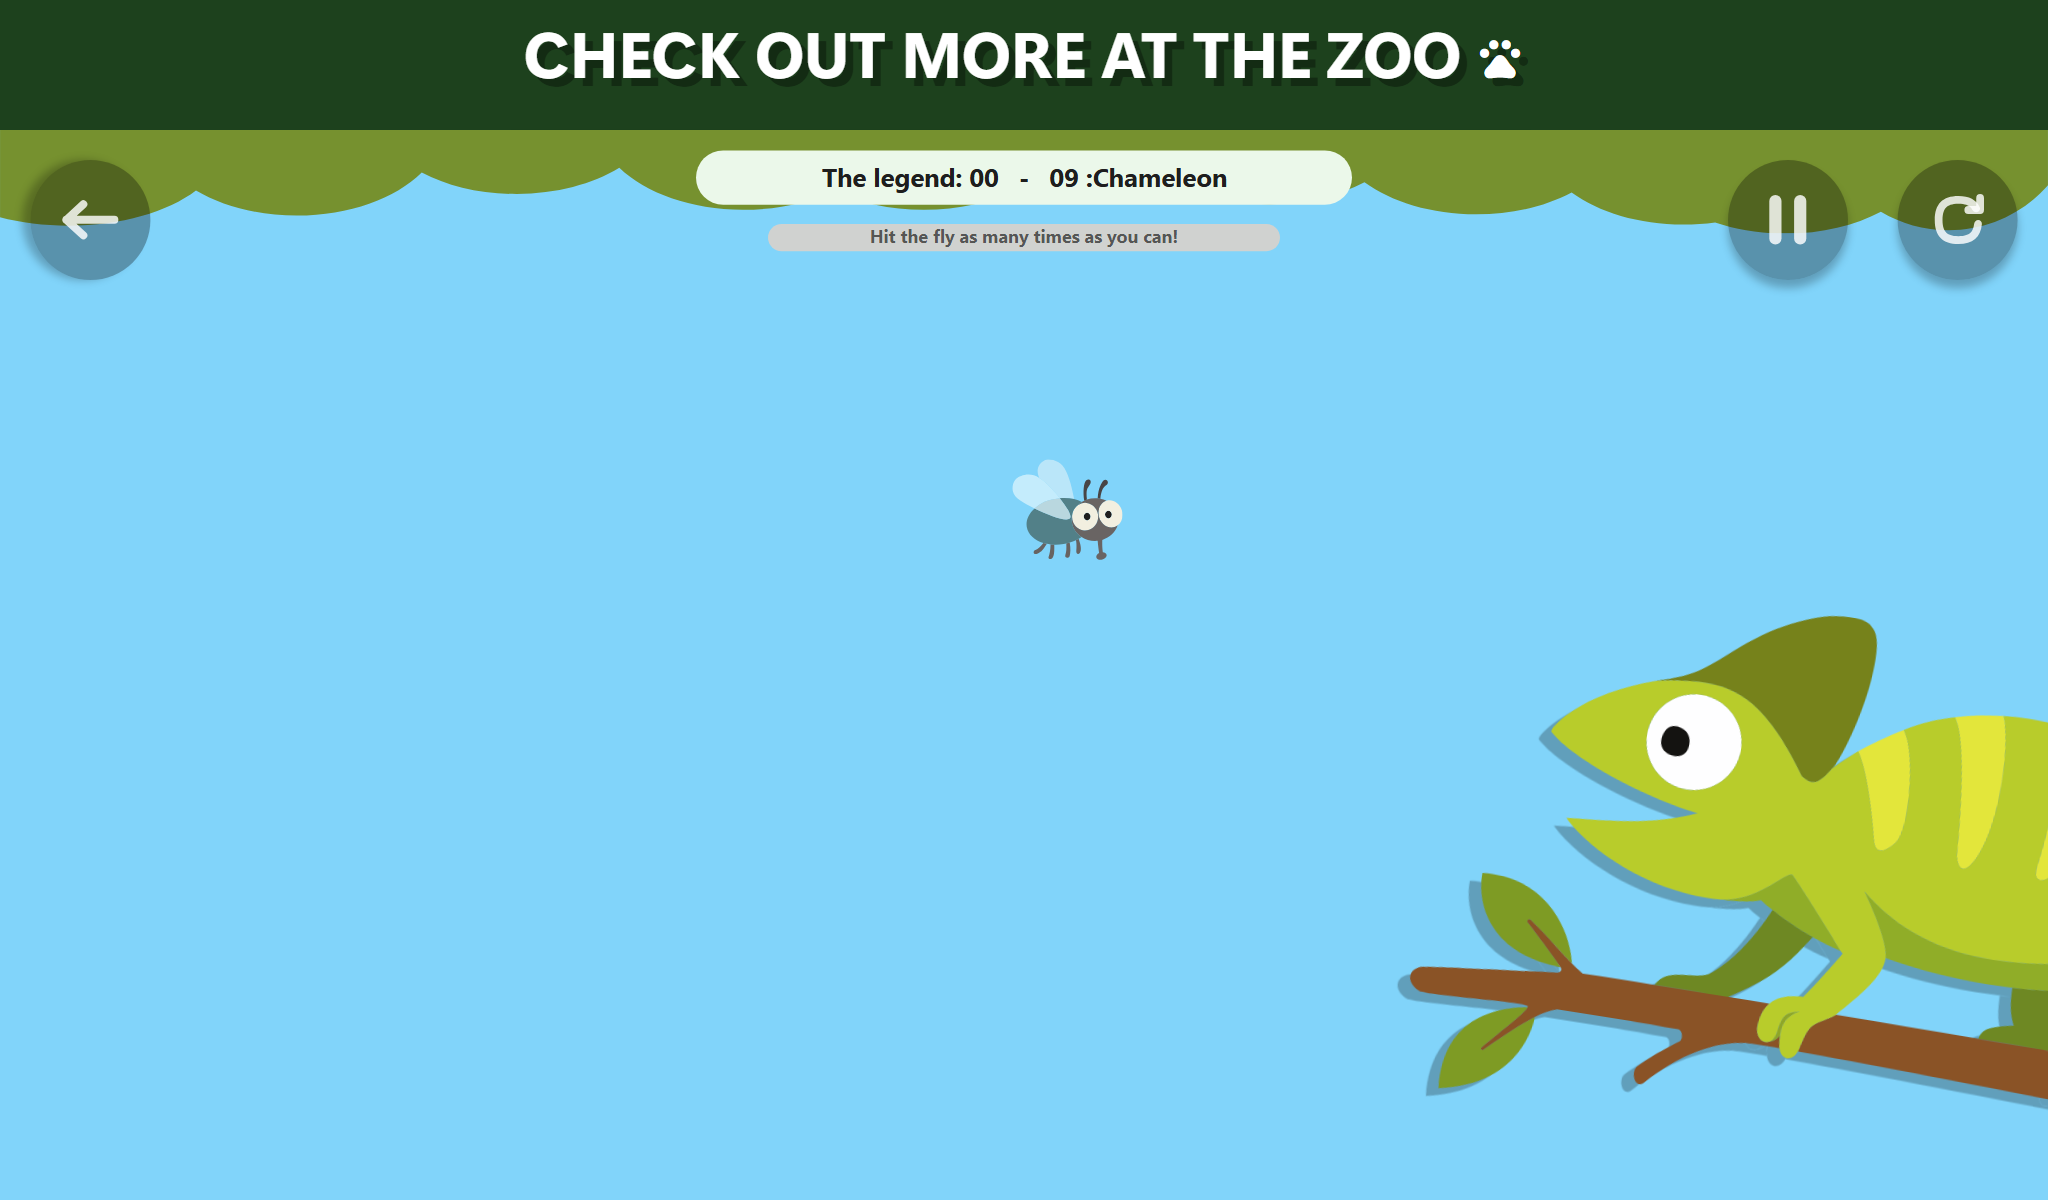 CHECK OUT MORE AT THE ZOO
The legend: 00 - 09 :Chameleon
Hit the fly as many times as you can!